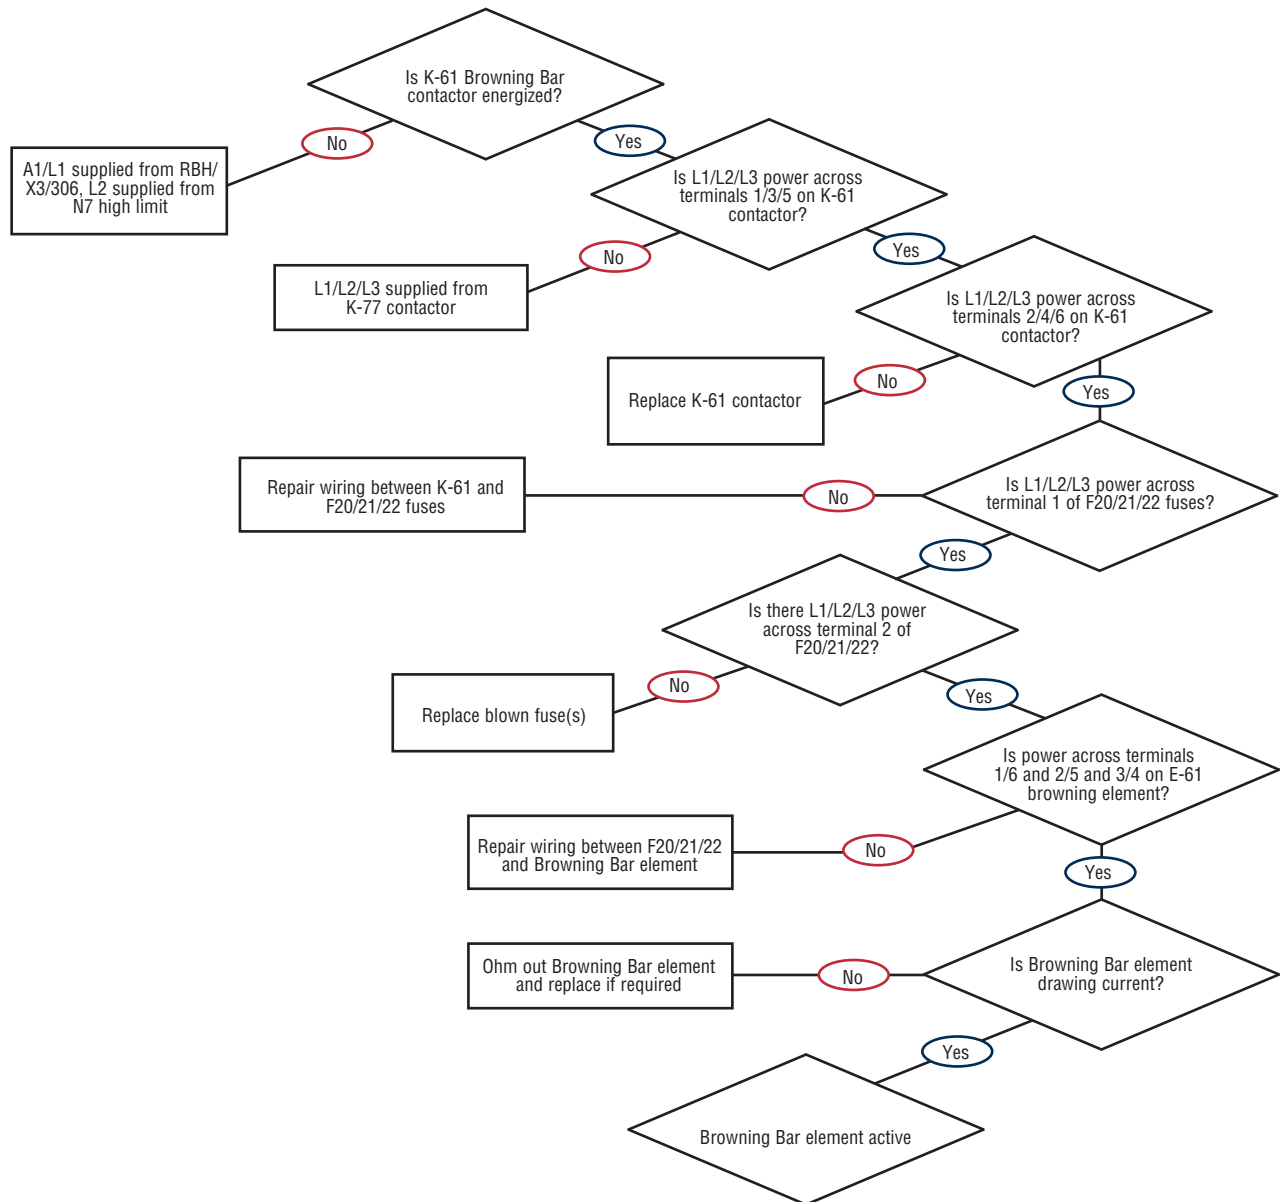 Is K-61 Browning Bar
contactor energized?
No
Yes
A1/L1 supplied from RBH/
X3/306, L2 supplied from
N7 high limit
Is L1/L2/L3 power across
terminals 1/3/5 on K-61
contactor?
No
Yes
L1/L2/L3 supplied from
K-77 contactor
Is L1/L2/L3 power across
terminals 2/4/6 on K-61
contactor?
No
Yes
Replace K-61 contactor
Is L1/L2/L3 power across
terminal 1 of F20/21/22 fuses?
No
Repair wiring between K-61 and
F20/21/22 fuses
Yes
Is there L1/L2/L3 power
across terminal 2 of
F20/21/22?
No
Yes
Replace blown fuse(s)
Is power across terminals
1/6 and 2/5 and 3/4 on E-61
browning element?
No
Repair wiring between F20/21/22
and Browning Bar element
Yes
Is Browning Bar element
drawing current?
No
Ohm out Browning Bar element
and replace if required
Yes
Browning Bar element active